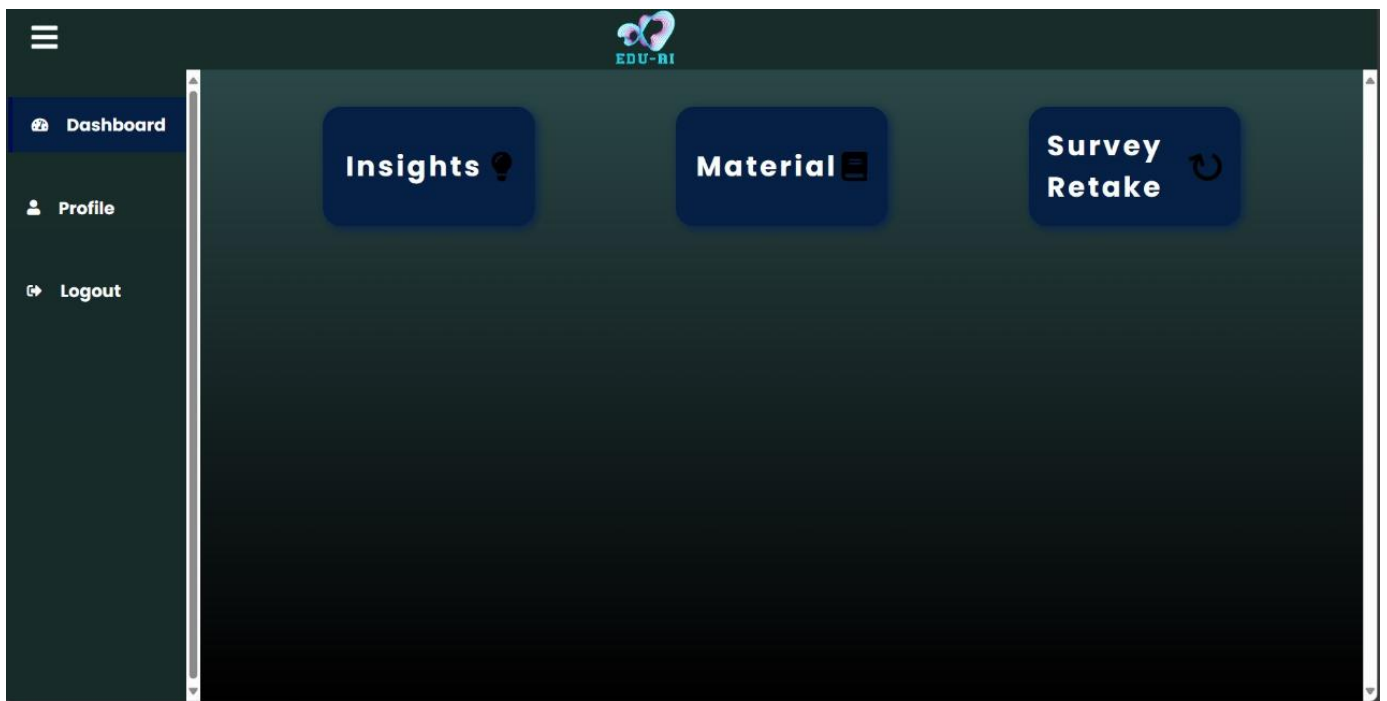 EDU-AI
Dashboard
Profile
Logout
Insights
Material
Survey
Retake